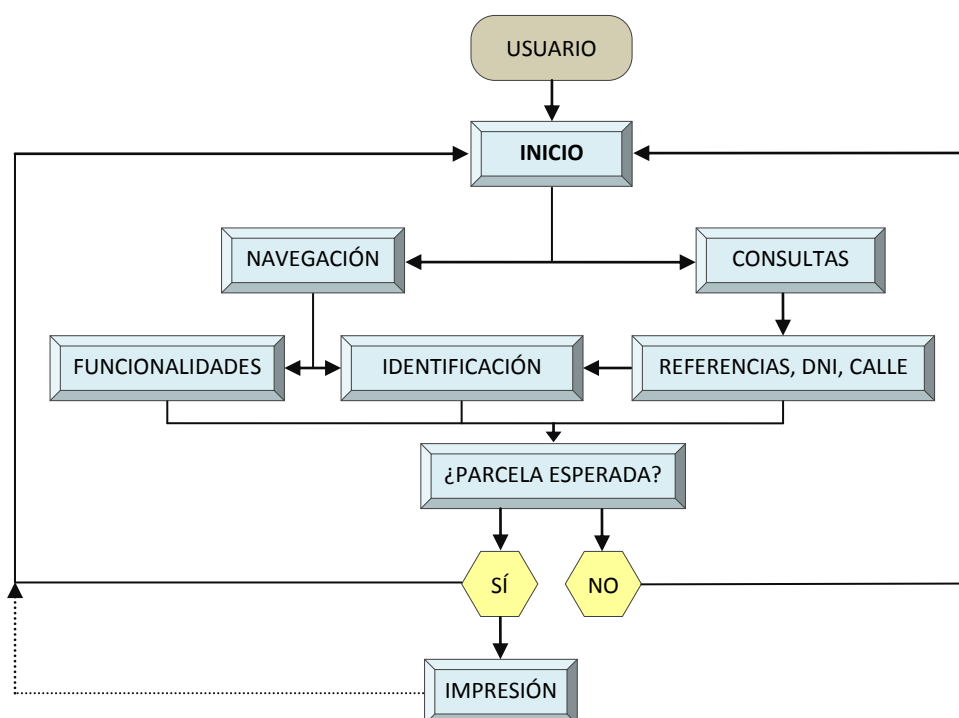 USUARIO
INICIO
NAVEGACIÓN
CONSULTAS
FUNCIONALIDADES
IDENTIFICACIÓN
REFERENCIAS, DNI, CALLE
¿PARCELA ESPERADA?
SÍ
NO
IMPRESIÓN